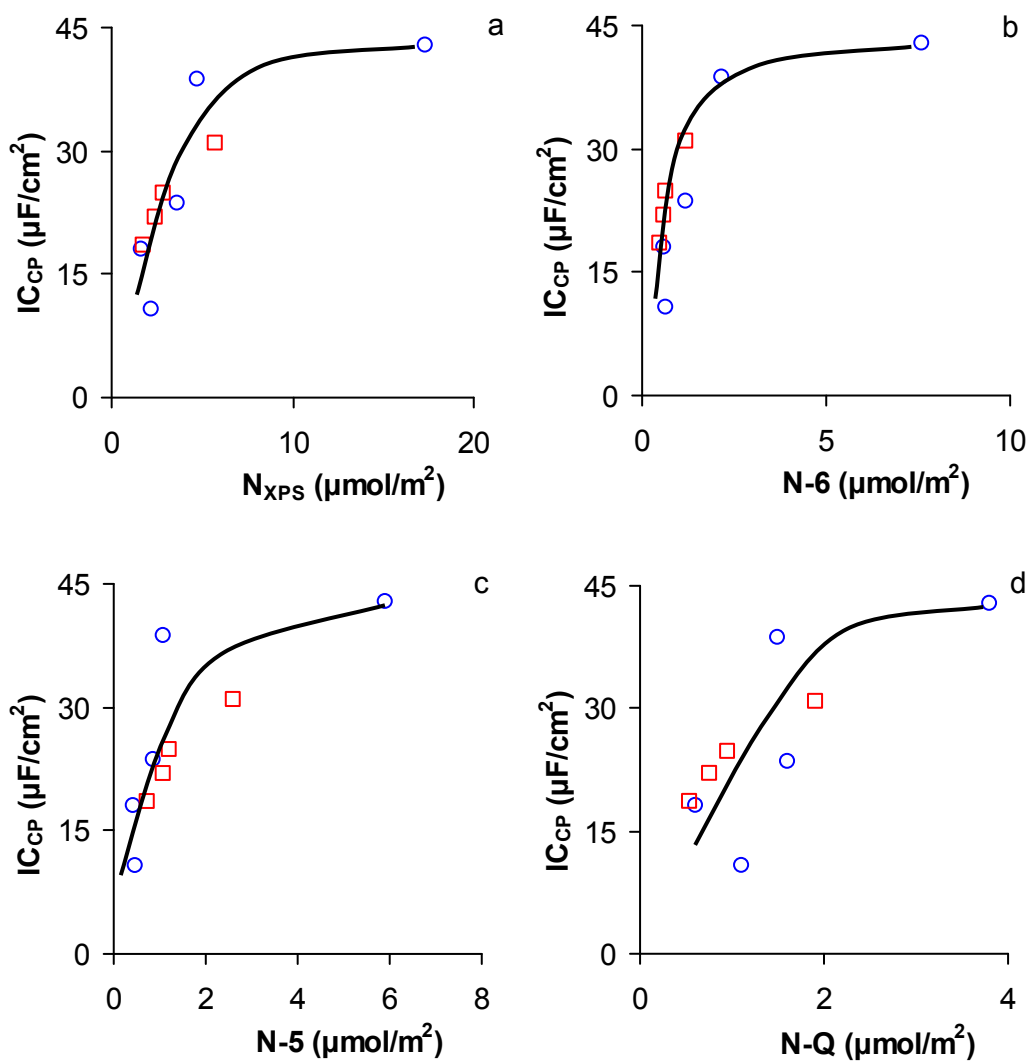 a
45
30
15
0
IC_CP (µF/cm²)
0 10 20
N_XPS (µmol/m²)
b
45
30
15
0
IC_CP (µF/cm²)
0 5 10
N-6 (µmol/m²)
c
45
30
15
0
IC_CP (µF/cm²)
0 2 4 6 8
N-5 (µmol/m²)
d
45
30
15
0
IC_CP (µF/cm²)
0 2 4
N-Q (µmol/m²)